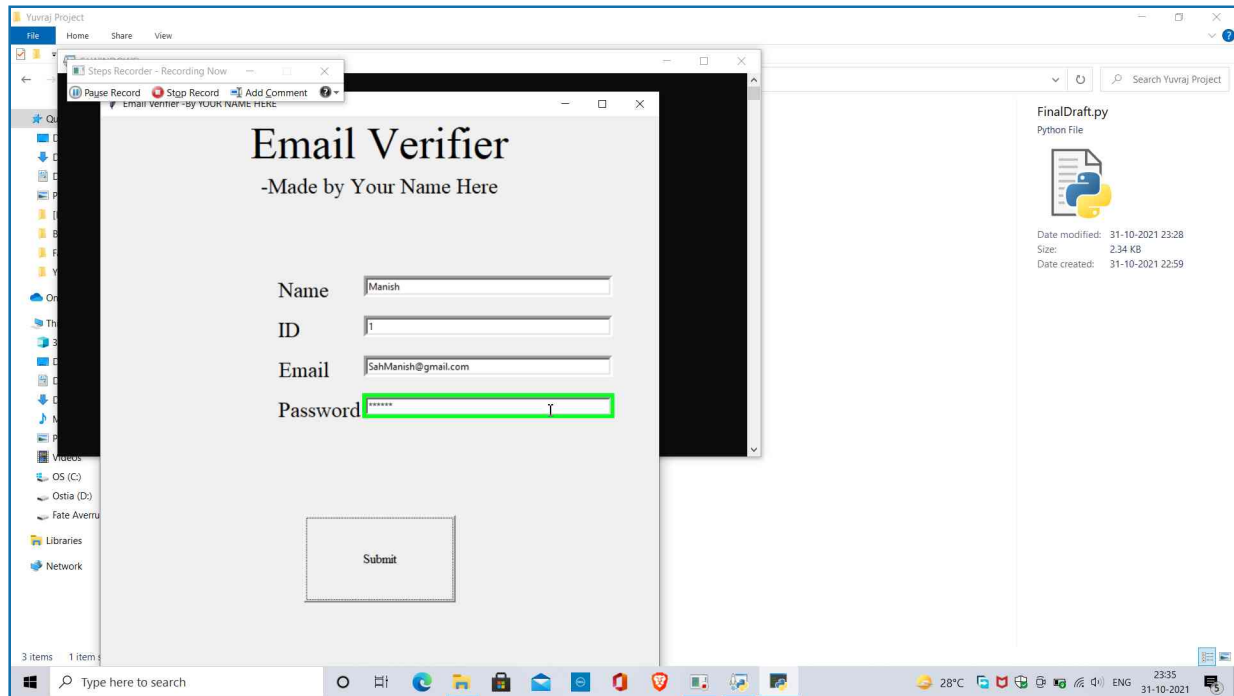 Yuvraj Project
File Home Share View
Steps Recorder - Recording Now
Pause Record Stop Record Add Comment
Search Yuvraj Project
Email Verifier -By YOUR NAME HERE
FinalDraft.py
Python File
Email Verifier
-Made by Your Name Here
Date modified: 31-10-2021 23:28
Size: 2.34 KB
Date created: 31-10-2021 22:59
Name Manish
ID 1
Email SahManish@gmail.com
Password ******
Videos
OS (C:)
Ostia (D:)
Fate Averru
Libraries
Network
Submit
3 items 1 item s
Type here to search
28°C ENG 23:35
31-10-2021
5